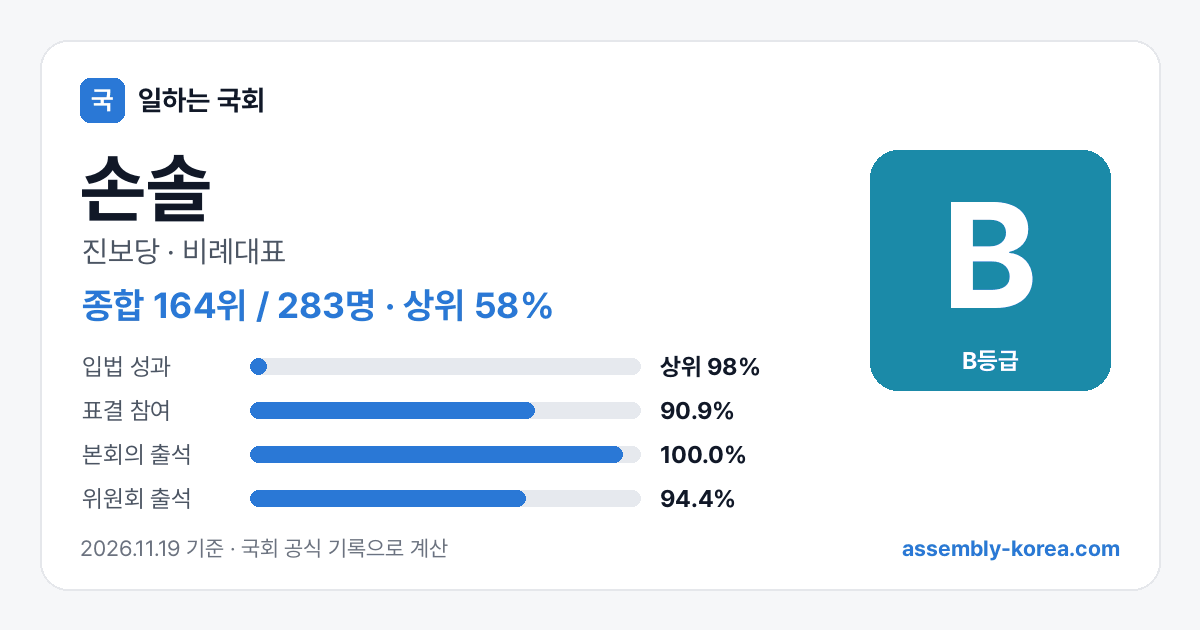 국 일하는 국회
손솔
진보당 · 비례대표
종합 164위 / 283명 · 상위 58%
B
B등급
입법 성과 상위 98%
표결 참여 90.9%
본회의 출석 100.0%
위원회 출석 94.4%
2026.11.19 기준 · 국회 공식 기록으로 계산
assembly-korea.com